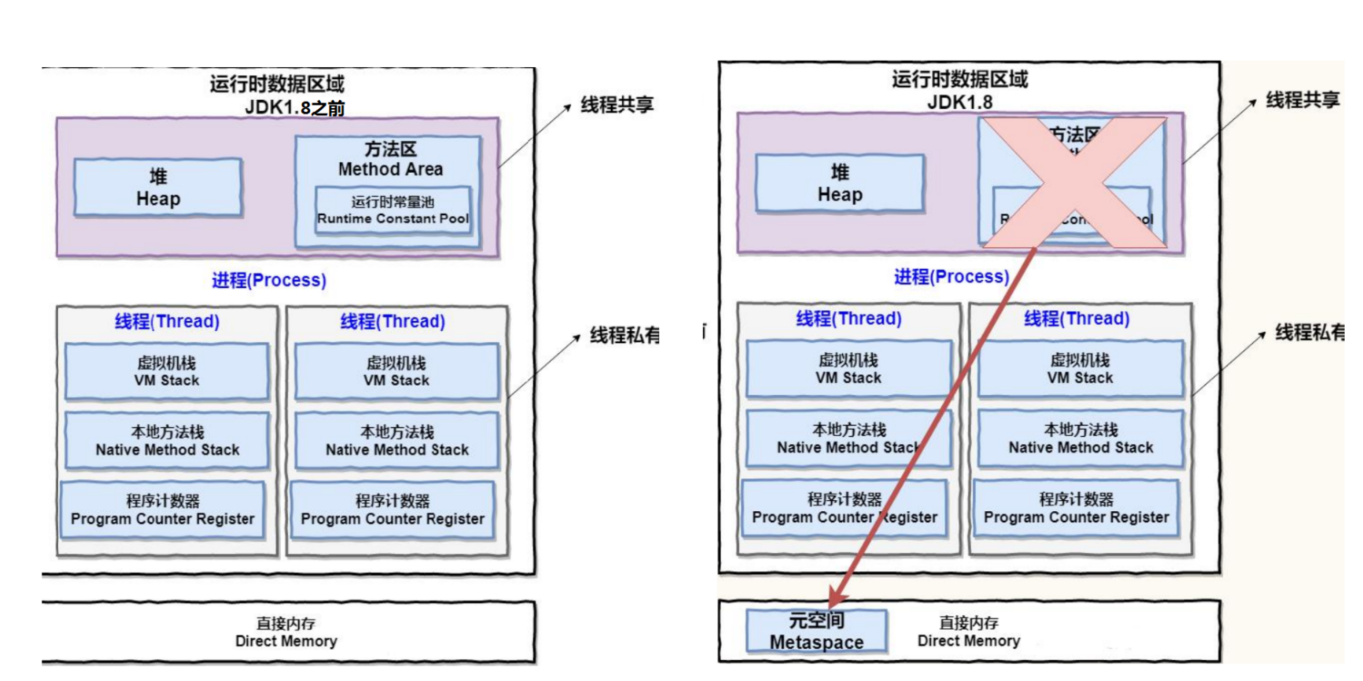 运行时数据区域
JDK1.8之前
线程共享
堆
Heap
方法区
Method Area
运行时常量池
Runtime Constant Pool
进程(Process)
线程(Thread)
线程(Thread)
线程私有
虚拟机栈
VM Stack
虚拟机栈
VM Stack
本地方法栈
Native Method Stack
本地方法栈
Native Method Stack
程序计数器
Program Counter Register
程序计数器
Program Counter Register
直接内存
Direct Memory
运行时数据区域
JDK1.8
线程共享
堆
Heap
方法区
进程(Process)
线程(Thread)
线程(Thread)
线程私有
虚拟机栈
VM Stack
虚拟机栈
VM Stack
本地方法栈
Native Method Stack
本地方法栈
Native Method Stack
程序计数器
Program Counter Register
程序计数器
Program Counter Register
元空间
Metaspace
直接内存
Direct Memory